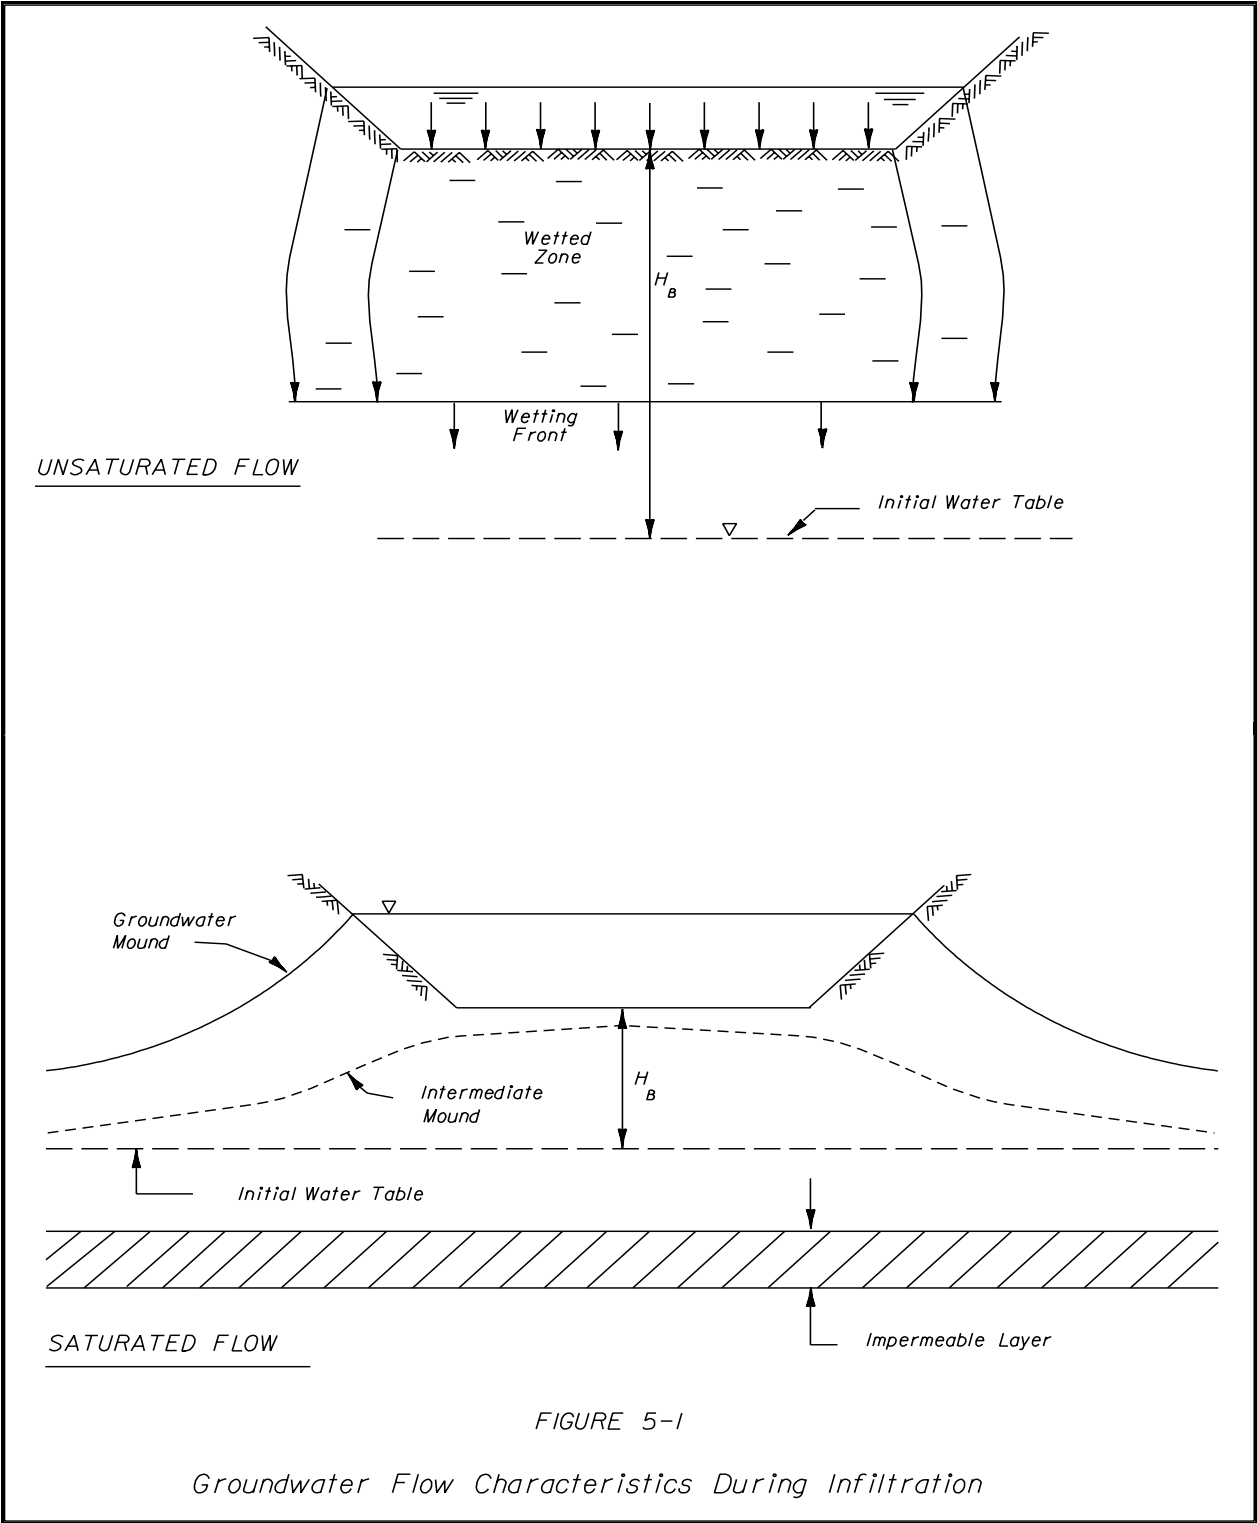 Wetted
Zone
H
B
Wetting
Front
UNSATURATED FLOW
Initial Water Table
Groundwater
Mound
H
B
Intermediate
Mound
Initial Water Table
SATURATED FLOW
Impermeable Layer
FIGURE 5-1
Groundwater Flow Characteristics During Infiltration